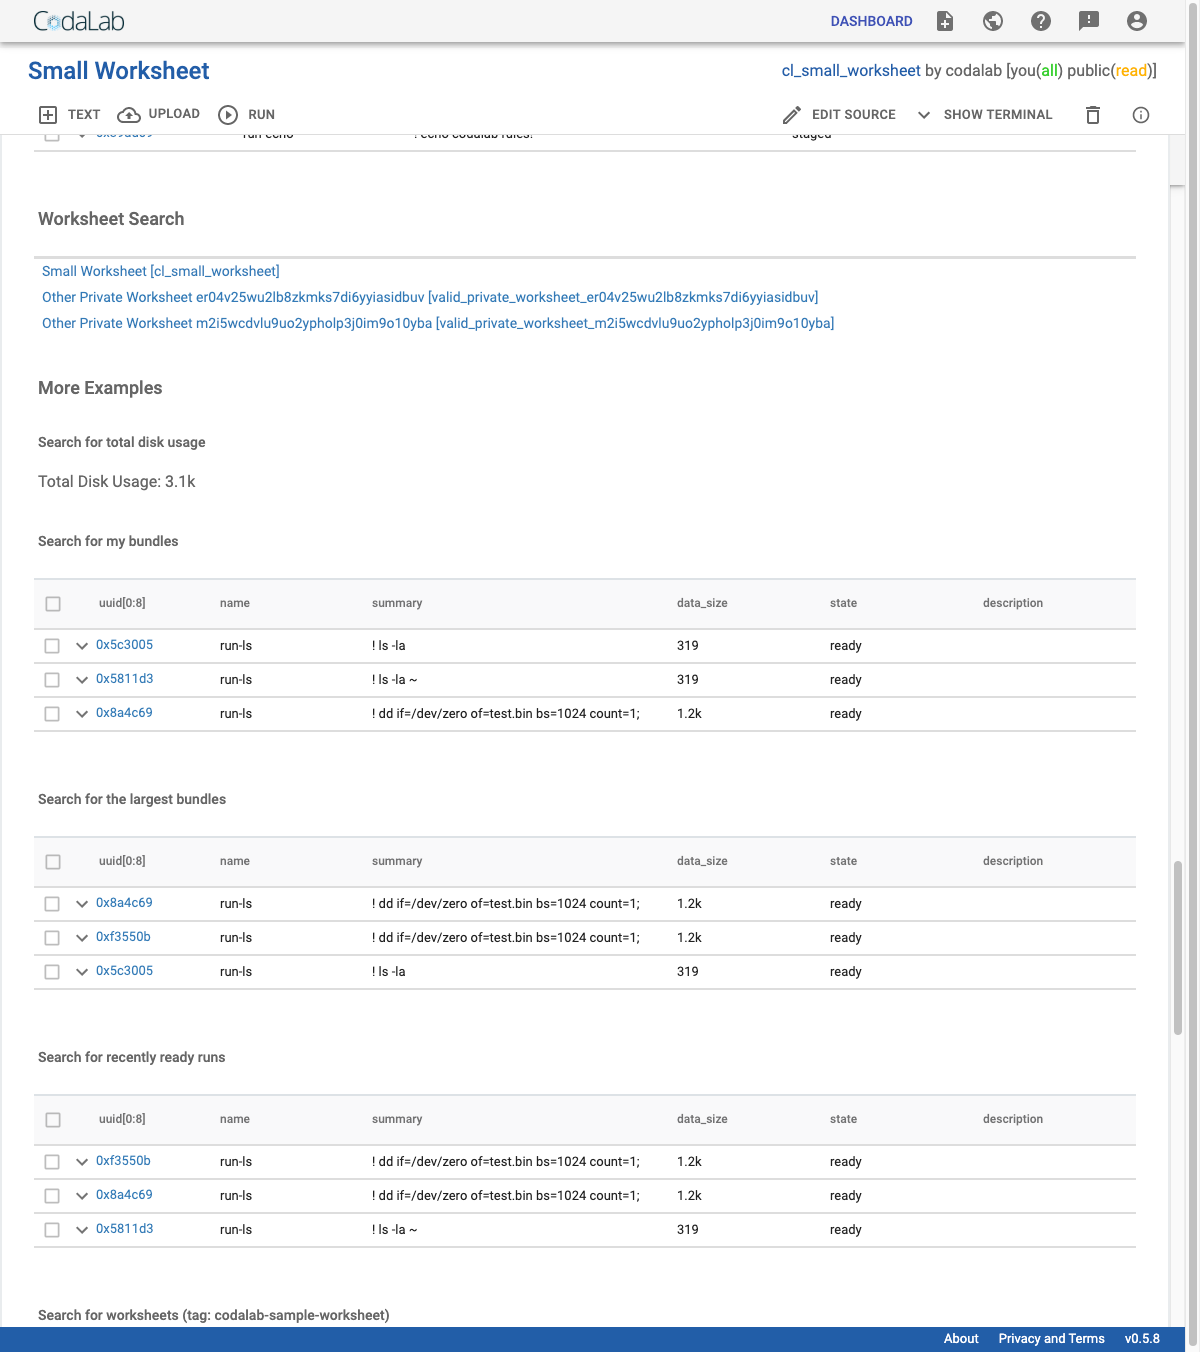 CodaLab
DASHBOARD
Small Worksheet
cl_small_worksheet by codalab [you(all) public(read)]
TEXT UPLOAD RUN EDIT SOURCE SHOW TERMINAL
run-echo ! echo codalab rules! staged
Worksheet Search
Small Worksheet [cl_small_worksheet]
Other Private Worksheet er04v25wu2lb8zkmks7di6yyiasidbuv [valid_private_worksheet_er04v25wu2lb8zkmks7di6yyiasidbuv]
Other Private Worksheet m2i5wcdvlu9uo2ypholp3j0im9o10yba [valid_private_worksheet_m2i5wcdvlu9uo2ypholp3j0im9o10yba]
More Examples
Search for total disk usage
Total Disk Usage: 3.1k
Search for my bundles
uuid[0:8] name summary data_size state description
0x5c3005 run-ls ! ls -la 319 ready
0x5811d3 run-ls ! ls -la ~ 319 ready
0x8a4c69 run-ls ! dd if=/dev/zero of=test.bin bs=1024 count=1; 1.2k ready
Search for the largest bundles
uuid[0:8] name summary data_size state description
0x8a4c69 run-ls ! dd if=/dev/zero of=test.bin bs=1024 count=1; 1.2k ready
0xf3550b run-ls ! dd if=/dev/zero of=test.bin bs=1024 count=1; 1.2k ready
0x5c3005 run-ls ! ls -la 319 ready
Search for recently ready runs
uuid[0:8] name summary data_size state description
0xf3550b run-ls ! dd if=/dev/zero of=test.bin bs=1024 count=1; 1.2k ready
0x8a4c69 run-ls ! dd if=/dev/zero of=test.bin bs=1024 count=1; 1.2k ready
0x5811d3 run-ls ! ls -la ~ 319 ready
Search for worksheets (tag: codalab-sample-worksheet)
About Privacy and Terms v0.5.8